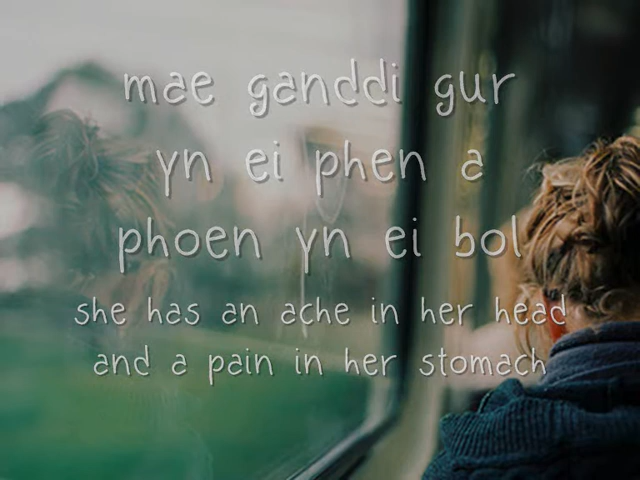 mae ganddi gur
yn ei phen a
phoen yn ei bol
she has an ache in her head
and a pain in her stomach